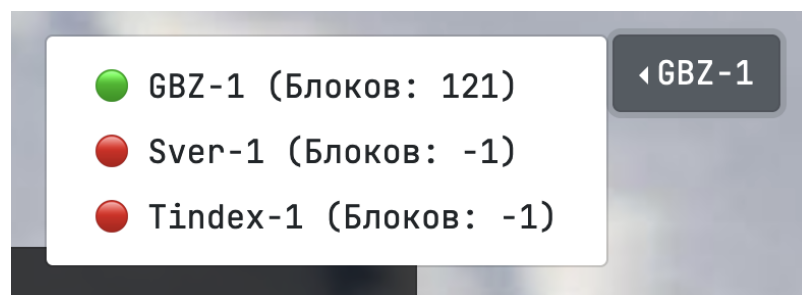 GBZ-1 (Блоков: 121)
Sver-1 (Блоков: -1)
Tindex-1 (Блоков: -1)
GBZ-1